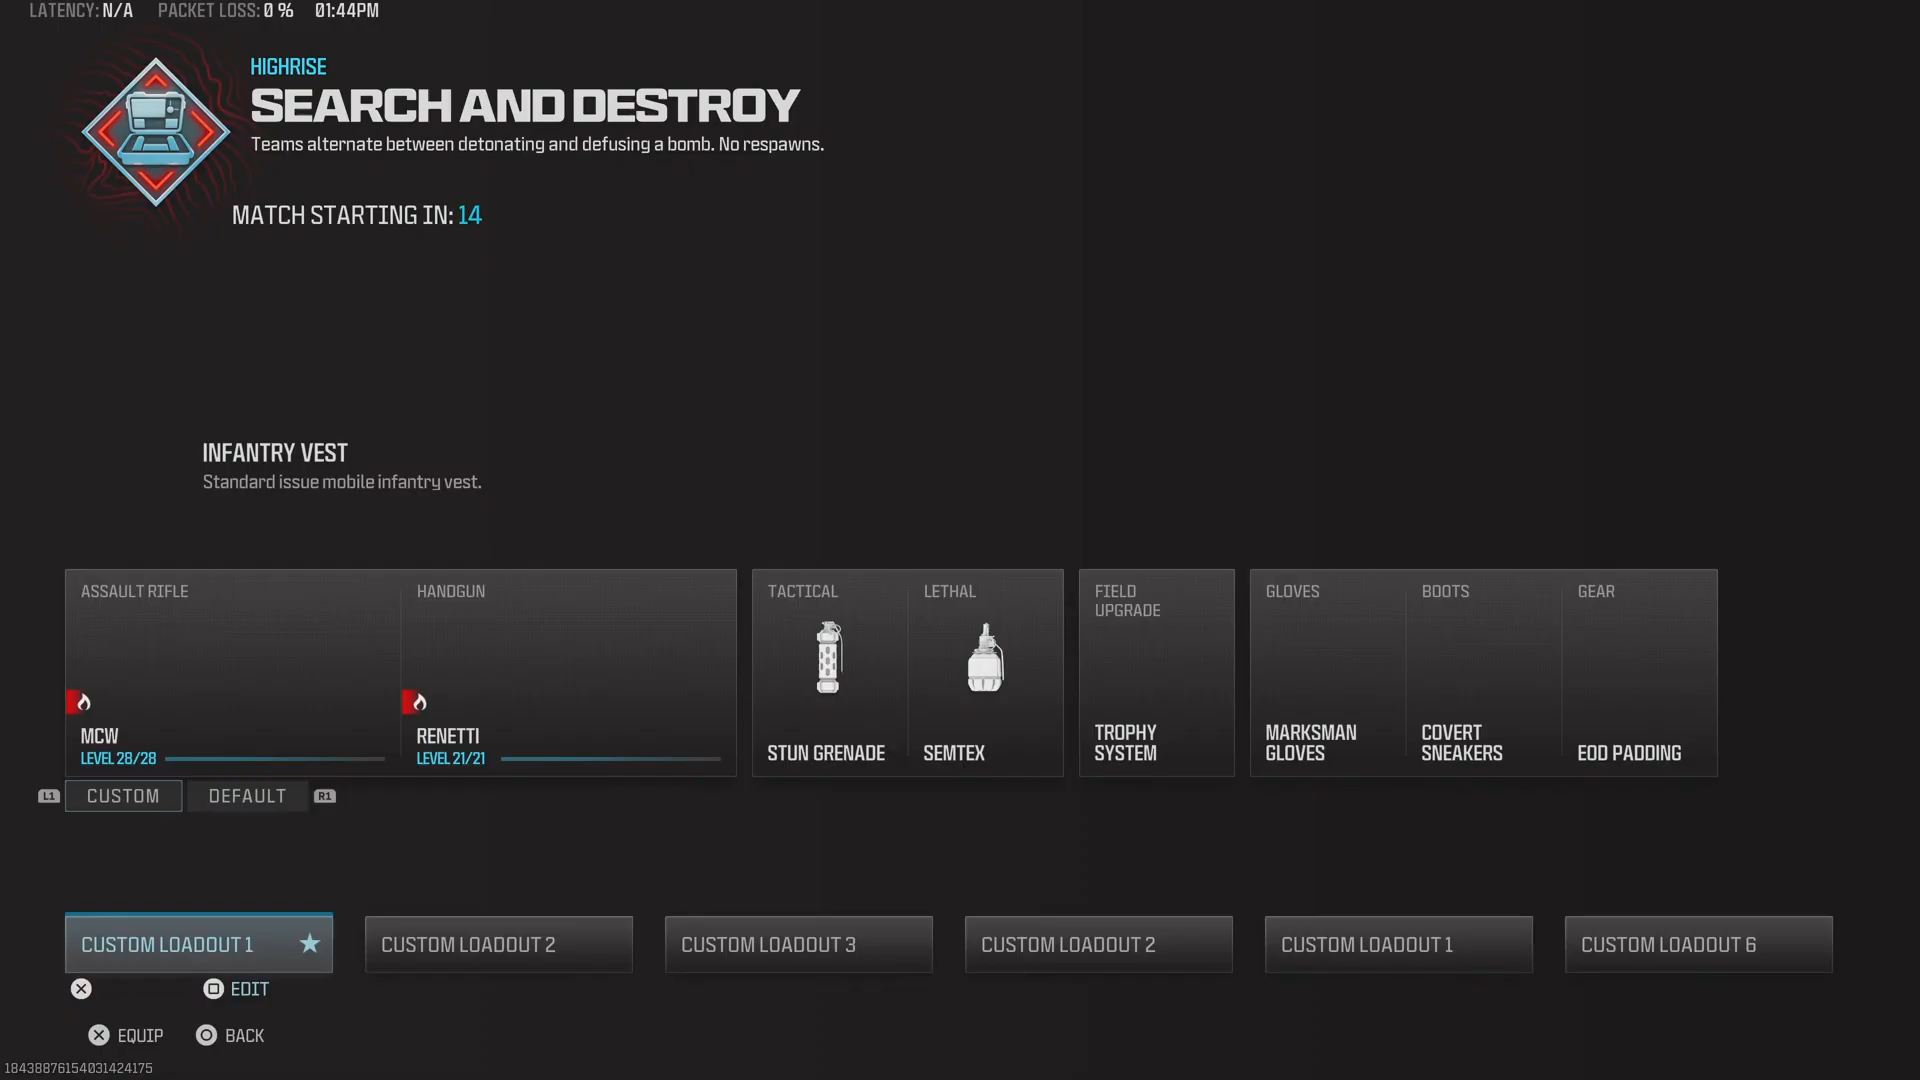 LATENCY: N/A PACKET LOSS: 0 % 01:44PM
HIGHRISE
SEARCH AND DESTROY
Teams alternate between detonating and defusing a bomb. No respawns.
MATCH STARTING IN: 14
INFANTRY VEST
Standard issue mobile infantry vest.
ASSAULT RIFLE
MCW
LEVEL 28/28
HANDGUN
RENETTI
LEVEL 21/21
TACTICAL
STUN GRENADE
LETHAL
SEMTEX
FIELD
UPGRADE
TROPHY
SYSTEM
GLOVES
MARKSMAN
GLOVES
BOOTS
COVERT
SNEAKERS
GEAR
EOD PADDING
L1 CUSTOM DEFAULT R1
CUSTOM LOADOUT 1
CUSTOM LOADOUT 2
CUSTOM LOADOUT 3
CUSTOM LOADOUT 2
CUSTOM LOADOUT 1
CUSTOM LOADOUT 6
EDIT
EQUIP BACK
18438876154031424175